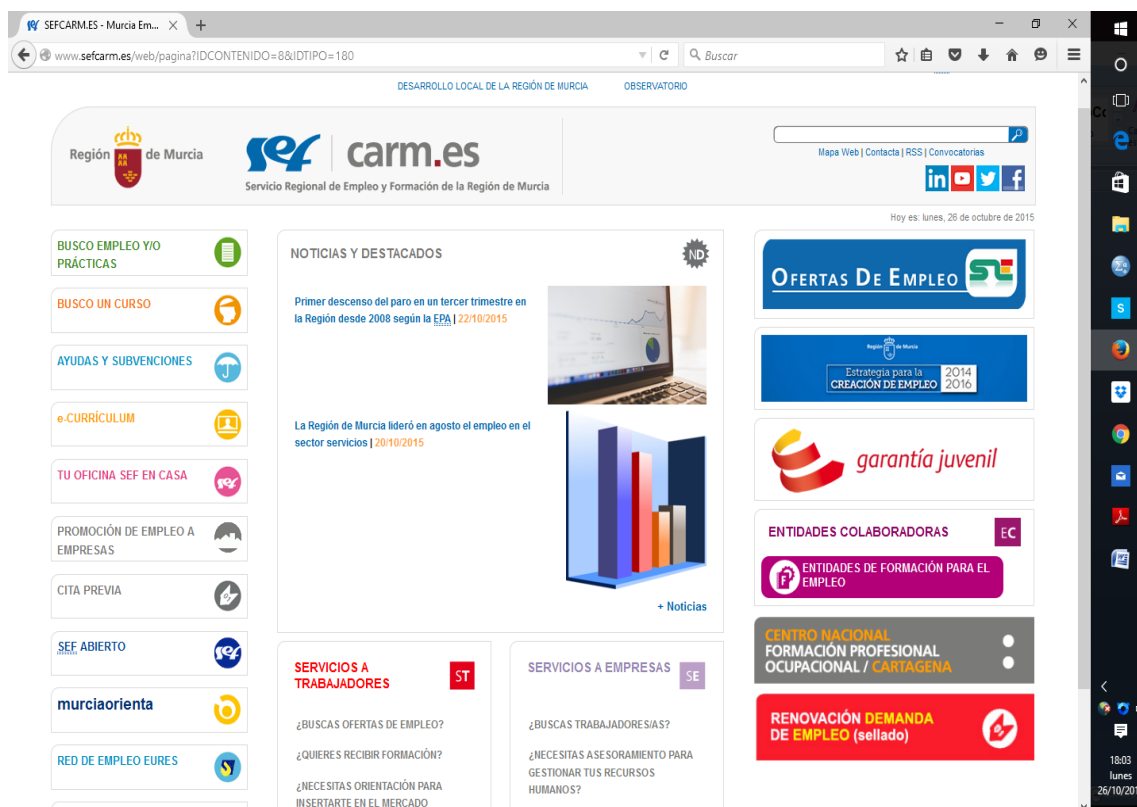 SEFCARM.ES - Murcia Em...
www.sefcarm.es/web/pagina?IDCONTENIDO=8&IDTIPO=180
Buscar
DESARROLLO LOCAL DE LA REGIÓN DE MURCIA
OBSERVATORIO
Región de Murcia
sef carm.es
Servicio Regional de Empleo y Formación de la Región de Murcia
Mapa Web | Contacta | RSS | Convocatorias
Hoy es: lunes, 26 de octubre de 2015
BUSCO EMPLEO Y/O
PRÁCTICAS
BUSCO UN CURSO
AYUDAS Y SUBVENCIONES
e-CURRÍCULUM
TU OFICINA SEF EN CASA
sef
PROMOCIÓN DE EMPLEO A
EMPRESAS
CITA PREVIA
SEF ABIERTO
sef
murciaorienta
RED DE EMPLEO EURES
NOTICIAS Y DESTACADOS
ND
Primer descenso del paro en un tercer trimestre en
la Región desde 2008 según la EPA | 22/10/2015
La Región de Murcia lideró en agosto el empleo en el
sector servicios | 20/10/2015
+ Noticias
SERVICIOS A
TRABAJADORES
ST
¿BUSCAS OFERTAS DE EMPLEO?
¿QUIERES RECIBIR FORMACIÓN?
¿NECESITAS ORIENTACIÓN PARA
INSERTARTE EN EL MERCADO
SERVICIOS A EMPRESAS
SE
¿BUSCAS TRABAJADORES/AS?
¿NECESITAS ASESORAMIENTO PARA
GESTIONAR TUS RECURSOS
HUMANOS?
OFERTAS DE EMPLEO
Región de Murcia
Estrategia para la
CREACIÓN DE EMPLEO
2014
2016
garantía juvenil
ENTIDADES COLABORADORAS
EC
ENTIDADES DE FORMACIÓN PARA EL
EMPLEO
CENTRO NACIONAL
FORMACIÓN PROFESIONAL
OCUPACIONAL / CARTAGENA
RENOVACIÓN DEMANDA
DE EMPLEO (sellado)
18:03
lunes
26/10/201